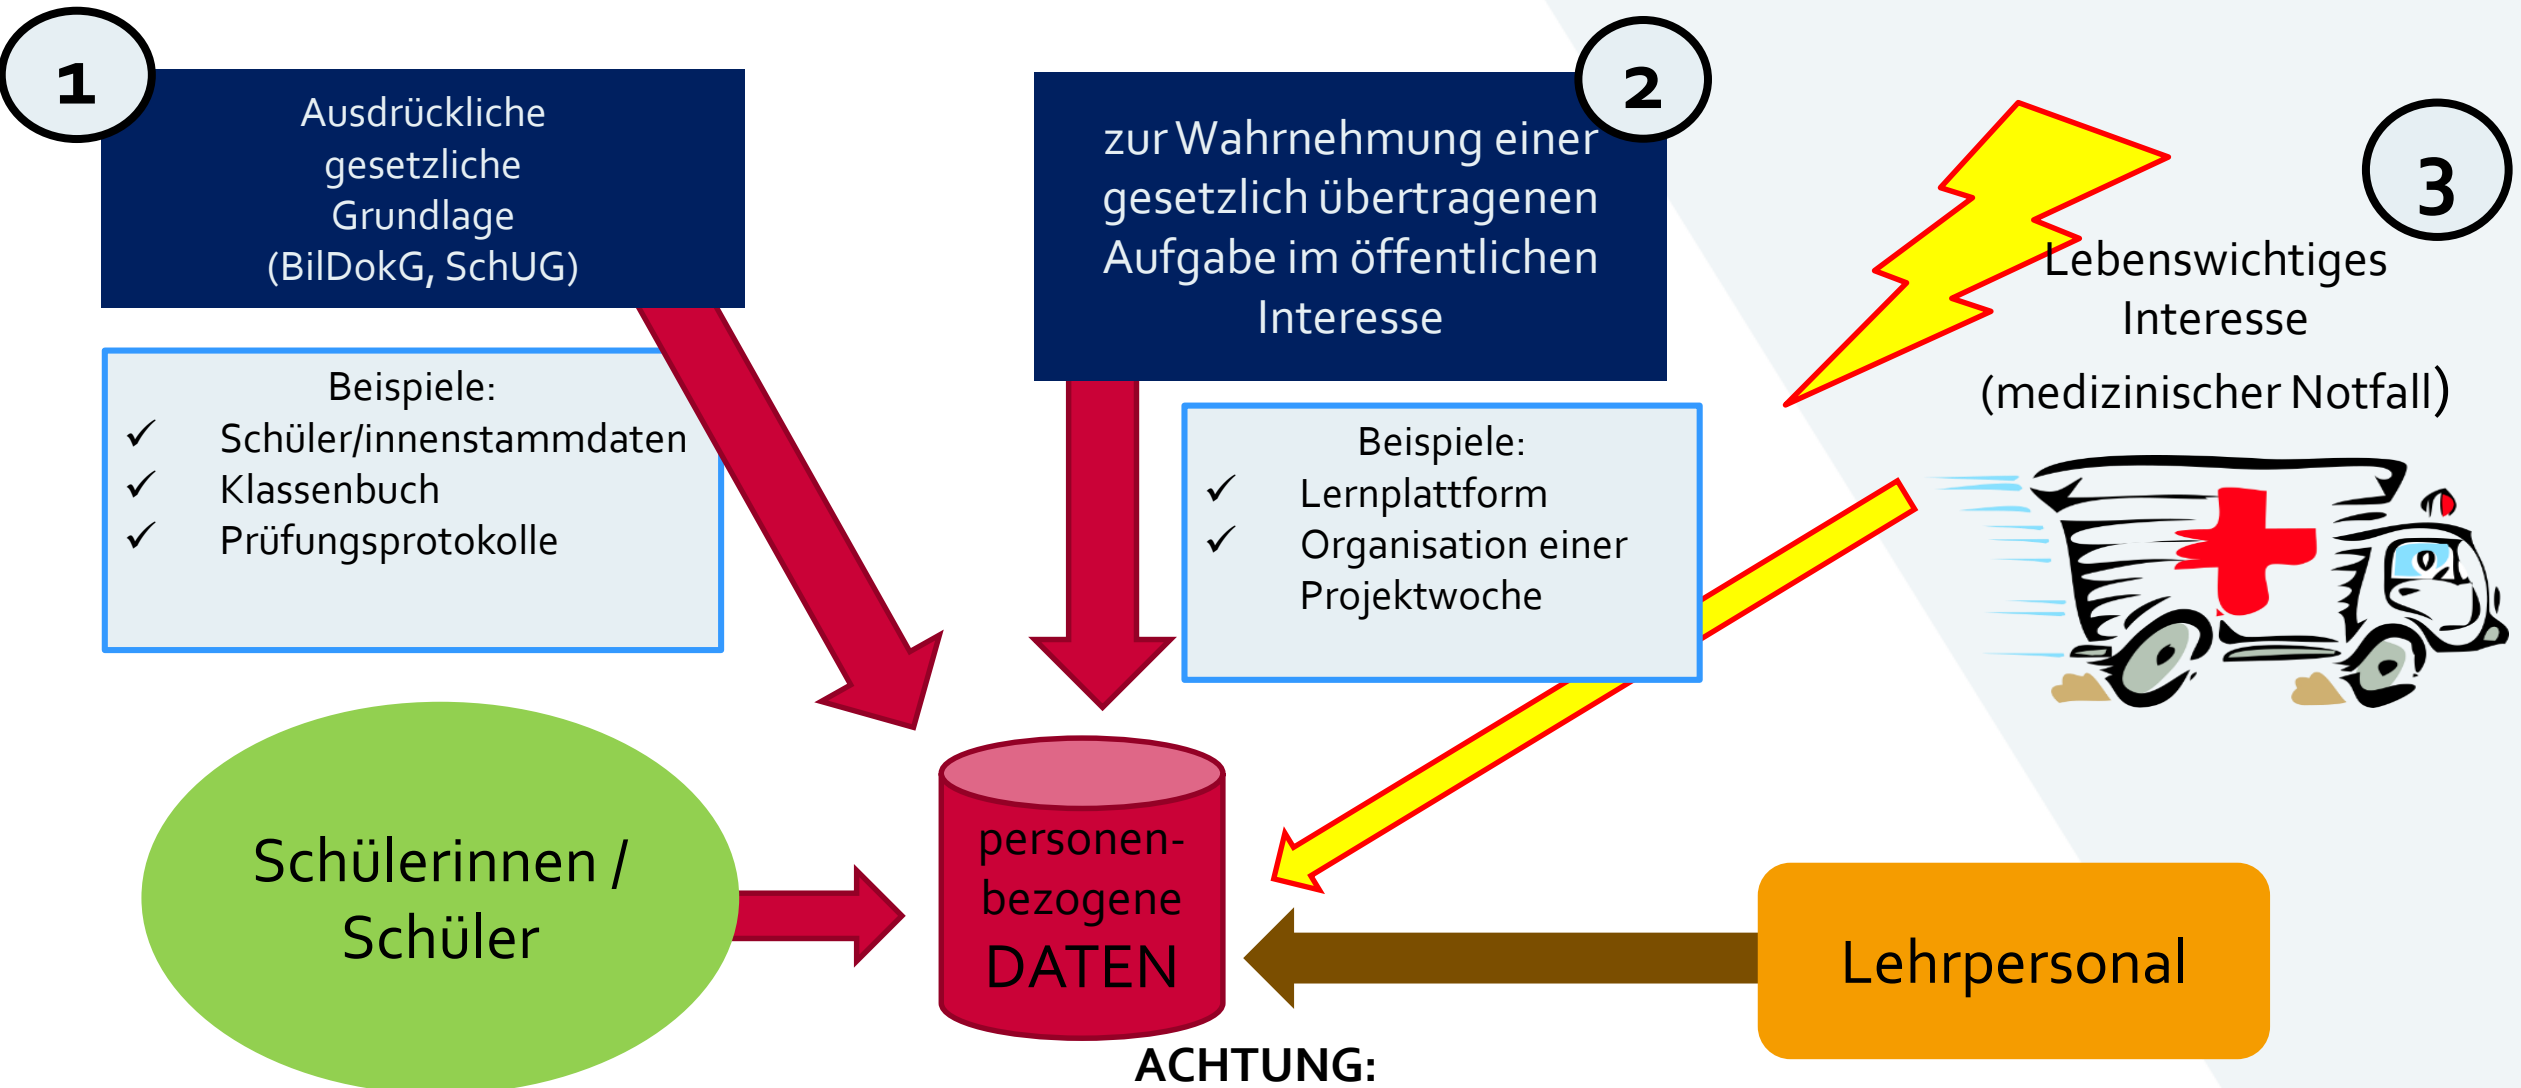 1
Ausdrückliche
gesetzliche
Grundlage
(BilDokG, SchUG)
Beispiele:
✓ Schüler/innenstammdaten
✓ Klassenbuch
✓ Prüfungsprotokolle
2
zur Wahrnehmung einer
gesetzlich übertragenen
Aufgabe im öffentlichen
Interesse
Beispiele:
✓ Lernplattform
✓ Organisation einer
Projektwoche
3
Lebenswichtiges
Interesse
(medizinischer Notfall)
Schülerinnen /
Schüler
personen-
bezogene
DATEN
Lehrpersonal
ACHTUNG: